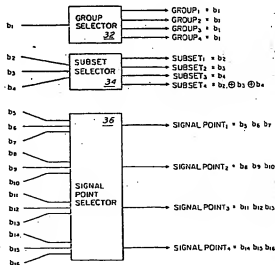 b₁
GROUP SELECTOR
32
GROUP₁ = b₁
GROUP₂ = b₁
GROUP₃ = b₁
GROUP₄ = b₁
b₂
b₃
b₄
SUBSET SELECTOR
34
SUBSET₁ = b₂
SUBSET₂ = b₃
SUBSET₃ = b₄
SUBSET₄ = b₂ ⊕ b₃ ⊕ b₄
b₅
b₆
b₇
b₈
b₉
b₁₀
b₁₁
b₁₂
b₁₃
b₁₄
b₁₅
b₁₆
36
SIGNAL POINT SELECTOR
SIGNAL POINT₁ = b₅ b₆ b₇
SIGNAL POINT₂ = b₈ b₉ b₁₀
SIGNAL POINT₃ = b₁₁ b₁₂ b₁₃
SIGNAL POINT₄ = b₁₄ b₁₅ b₁₆